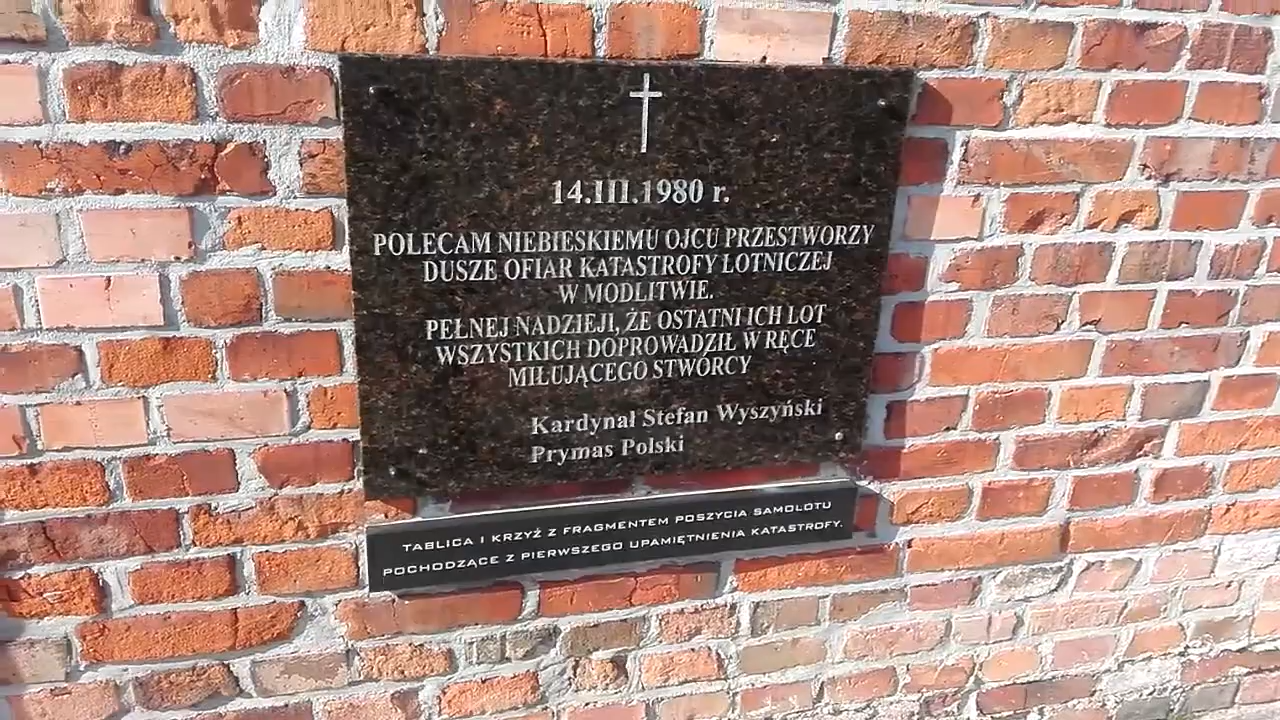 14.III.1980 r.
POLECAM NIEBIESKIEMU OJCU PRZESTWORZY
DUSZE OFIAR KATASTROFY LOTNICZEJ
W MODLITWIE.
PEŁNEJ NADZIEJI, ŻE OSTATNI ICH LOT
WSZYSTKICH DOPROWADZIŁ W RĘCE
MIŁUJĄCEGO STWÓRCY
Kardynał Stefan Wyszyński
Prymas Polski
TABLICA I KRZYŻ Z FRAGMENTEM POSZYCIA SAMOLOTU
POCHODZĄCE Z PIERWSZEGO UPAMIĘTNIENIA KATASTROFY.